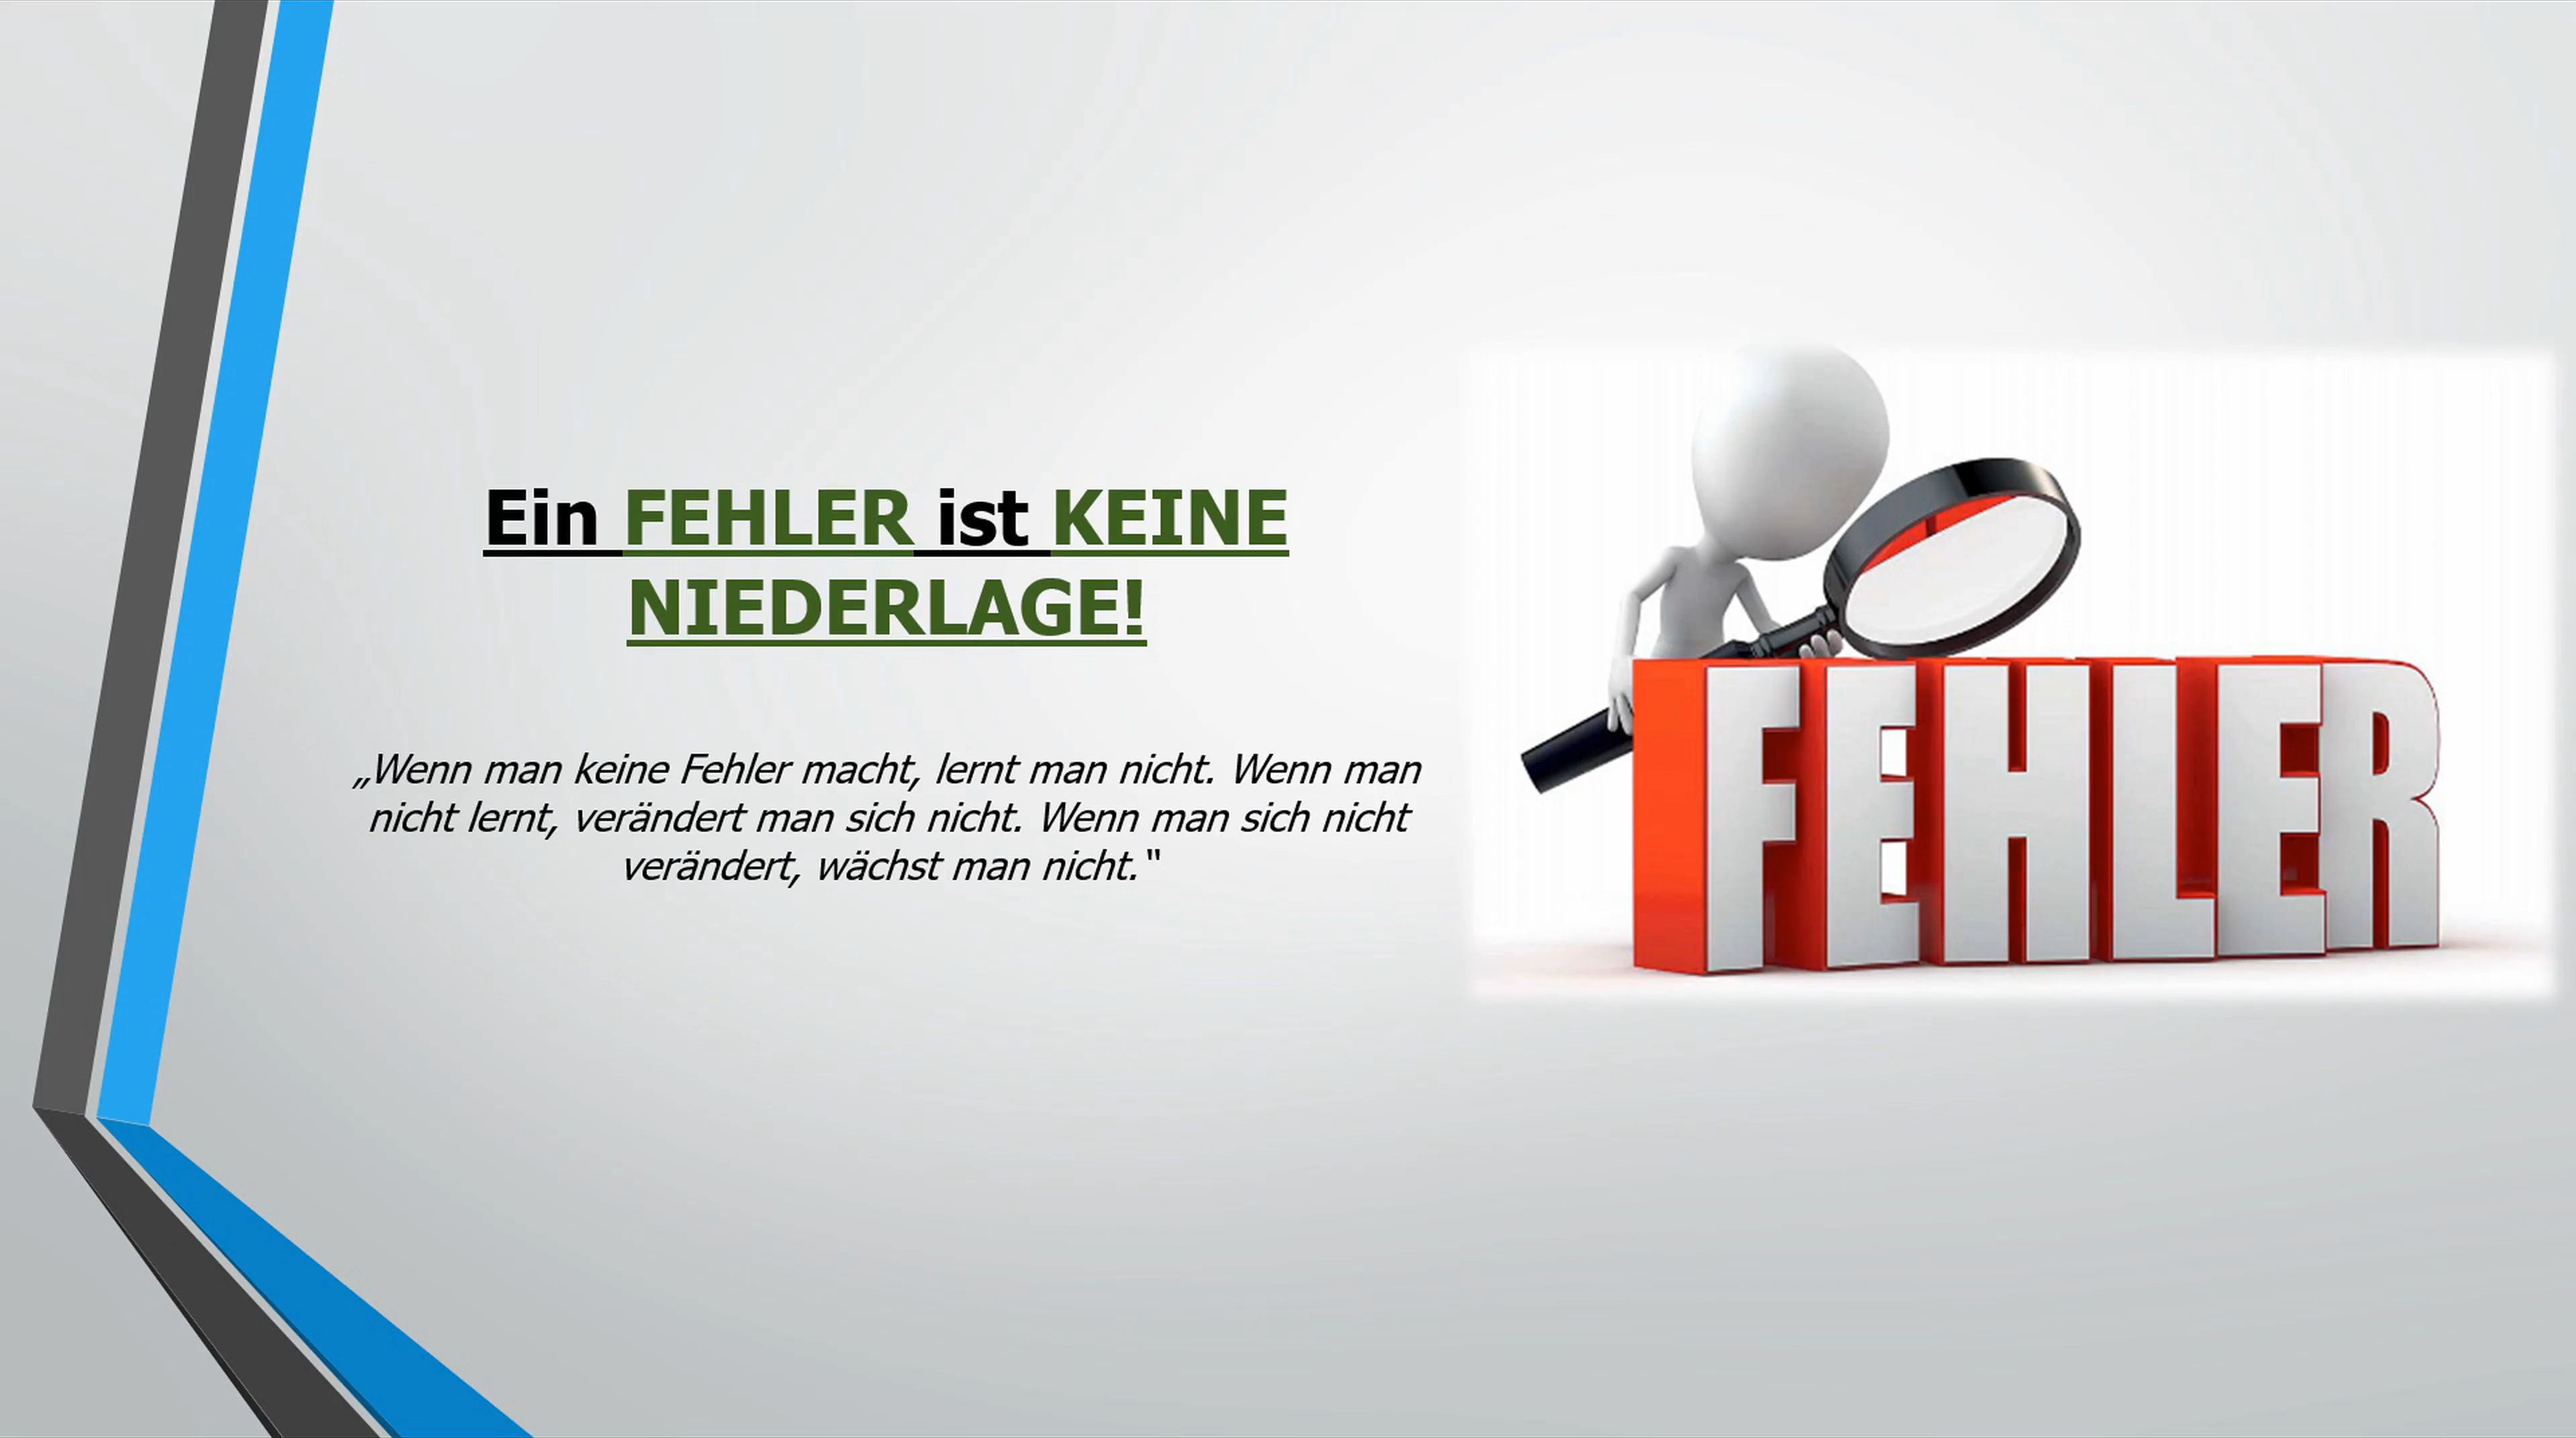 Ein FEHLER ist KEINE
NIEDERLAGE!
„Wenn man keine Fehler macht, lernt man nicht. Wenn man
nicht lernt, verändert man sich nicht. Wenn man sich nicht
verändert, wächst man nicht.“
FEHLER